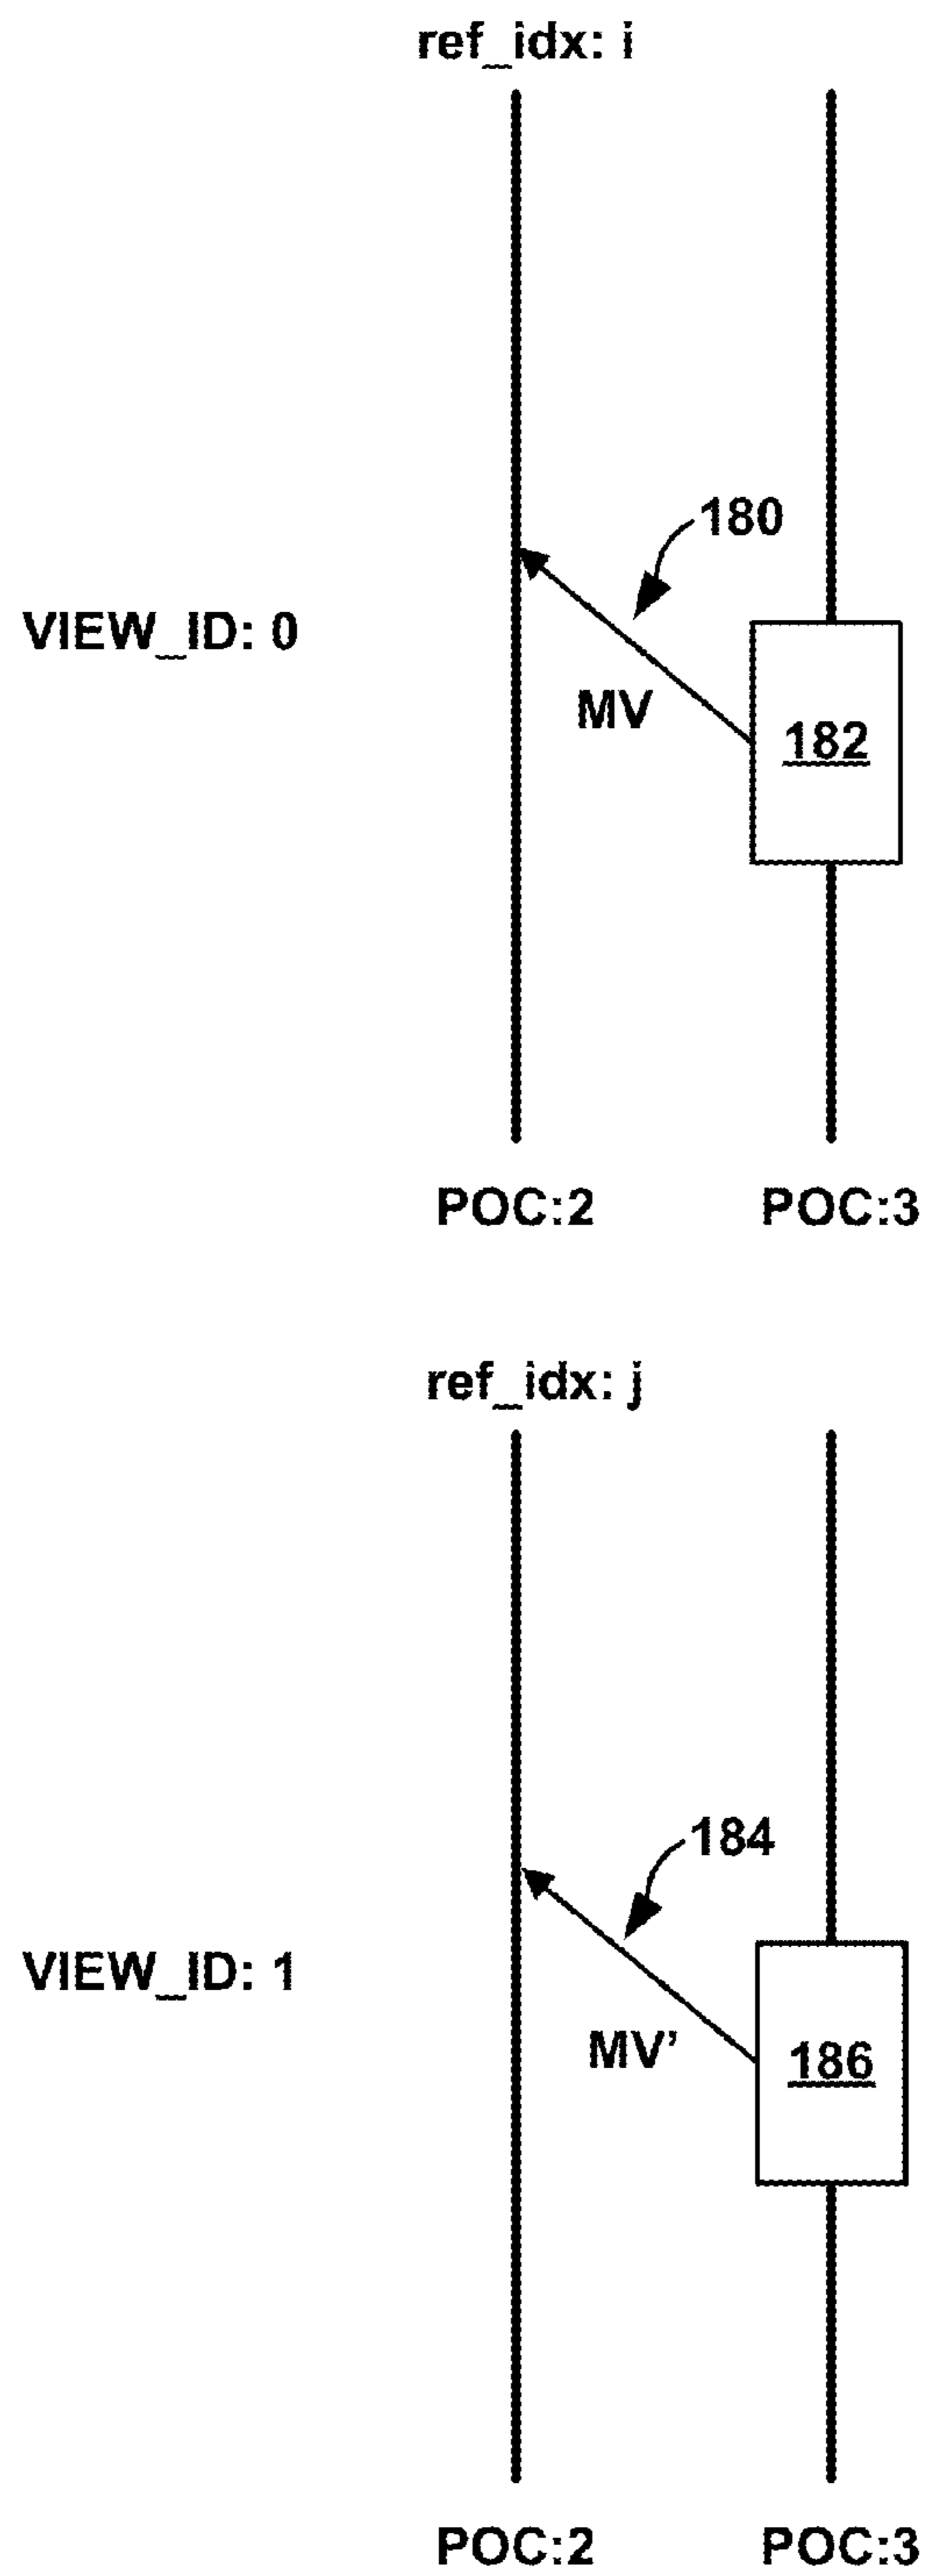 ref_idx: i
180
VIEW_ID: 0
MV
182
POC:2 POC:3
ref_idx: j
184
VIEW_ID: 1
MV’
186
POC:2 POC:3